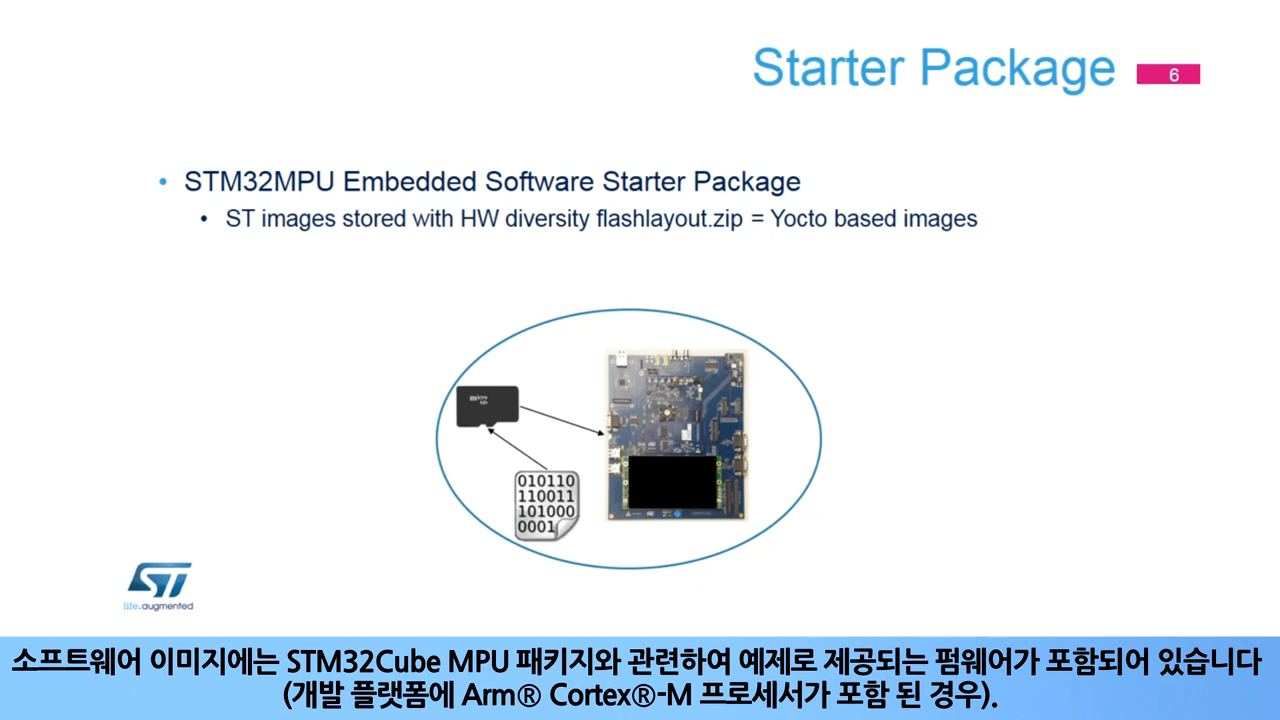 Starter Package
6
• STM32MPU Embedded Software Starter Package
• ST images stored with HW diversity flashlayout.zip = Yocto based images
micro
SD
010110
110011
101000
0001
ST
life.augmented
소프트웨어 이미지에는 STM32Cube MPU 패키지와 관련하여 예제로 제공되는 펌웨어가 포함되어 있습니다
(개발 플랫폼에 Arm® Cortex®-M 프로세서가 포함 된 경우).